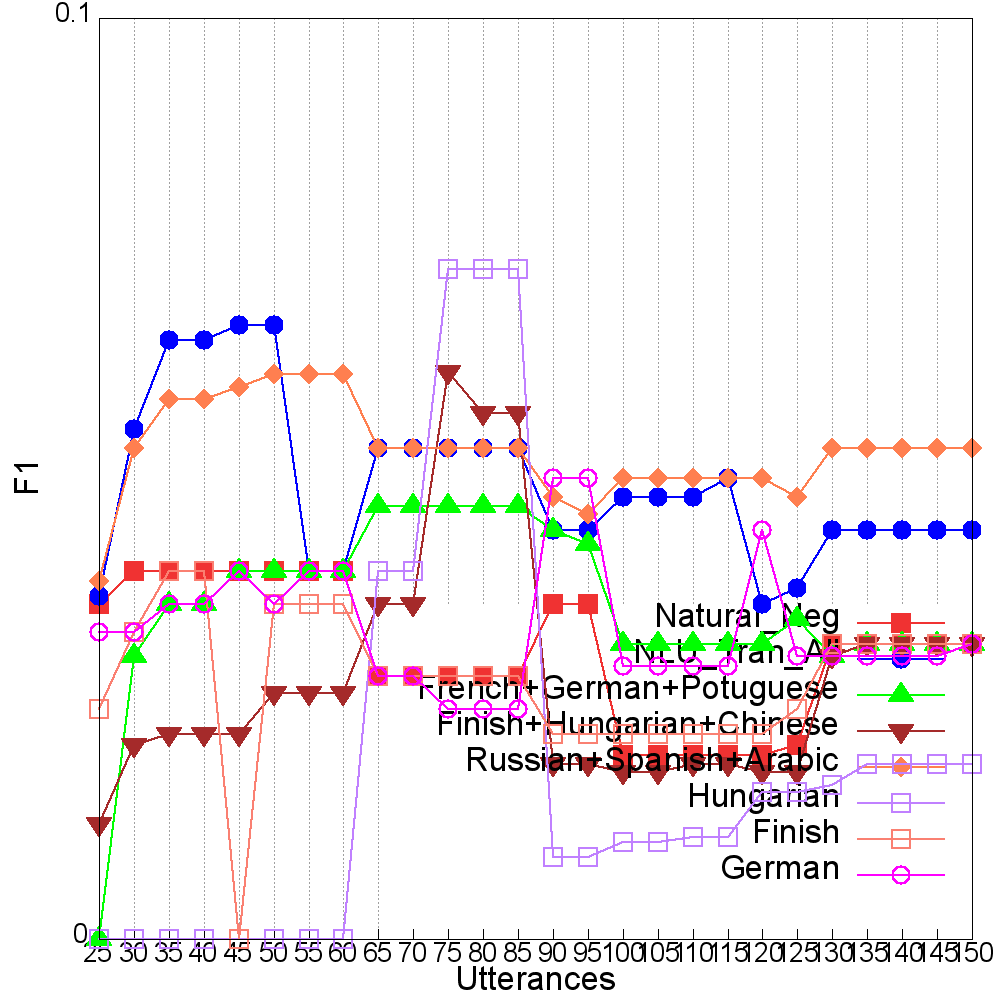 0.1
F1
Natural_Neg
NLU_Tran_All
French+German+Potuguese
Finish+Hungarian+Chinese
Russian+Spanish+Arabic
Hungarian
Finish
German
0
25 30 35 40 45 50 55 60 65 70 75 80 85 90 95 100 105 110 115 120 125 130 135 140 145 150
Utterances